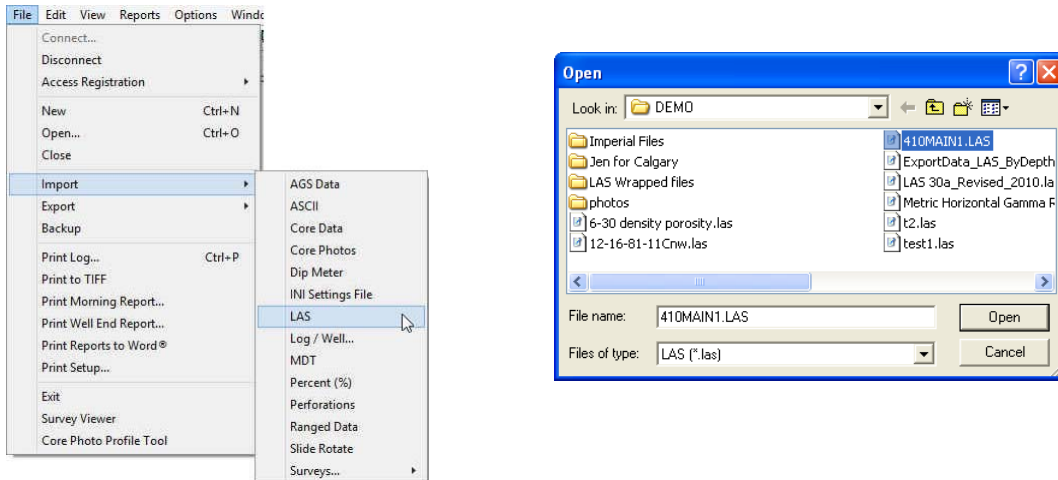 File Edit View Reports Options Windo
Connect...
Disconnect
Access Registration
New Ctrl+N
Open... Ctrl+O
Close
Import
Export
Backup
Print Log... Ctrl+P
Print to TIFF
Print Morning Report...
Print Well End Report...
Print Reports to Word®
Print Setup...
Exit
Survey Viewer
Core Photo Profile Tool
AGS Data
ASCII
Core Data
Core Photos
Dip Meter
INI Settings File
LAS
Log / Well...
MDT
Percent (%)
Perforations
Ranged Data
Slide Rotate
Surveys...
Open
Look in: DEMO
Imperial Files
Jen for Calgary
LAS Wrapped files
photos
6-30 density porosity.las
12-16-81-11Cnw.las
410MAIN1.LAS
ExportData_LAS_ByDepth
LAS 30a_Revised_2010.la
Metric Horizontal Gamma R
t2.las
test1.las
File name: 410MAIN1.LAS Open
Files of type: LAS (*.las) Cancel